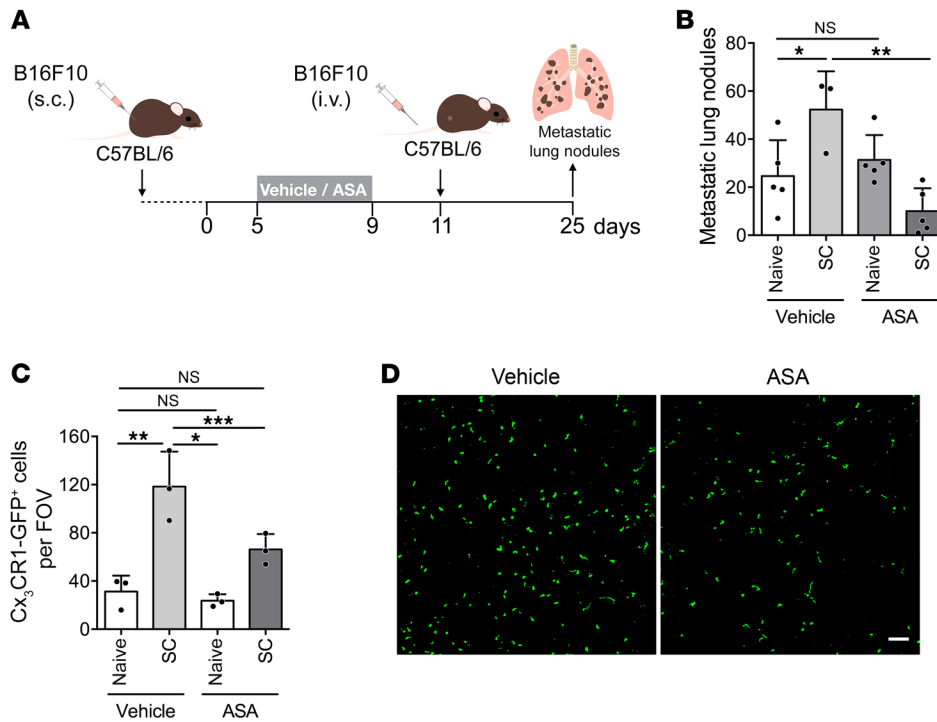 A
B16F10
(s.c.)
C57BL/6
B16F10
(i.v.)
C57BL/6
Metastatic
lung nodules
Vehicle / ASA
0 5 9 11 25 days
B
NS
* **
Metastatic lung nodules
80
60
40
20
0
Naive SC Naive SC
Vehicle ASA
C
NS
NS
***
** *
Cx₃CR1-GFP⁺ cells
per FOV
160
120
80
40
0
Naive SC Naive SC
Vehicle ASA
D
Vehicle ASA